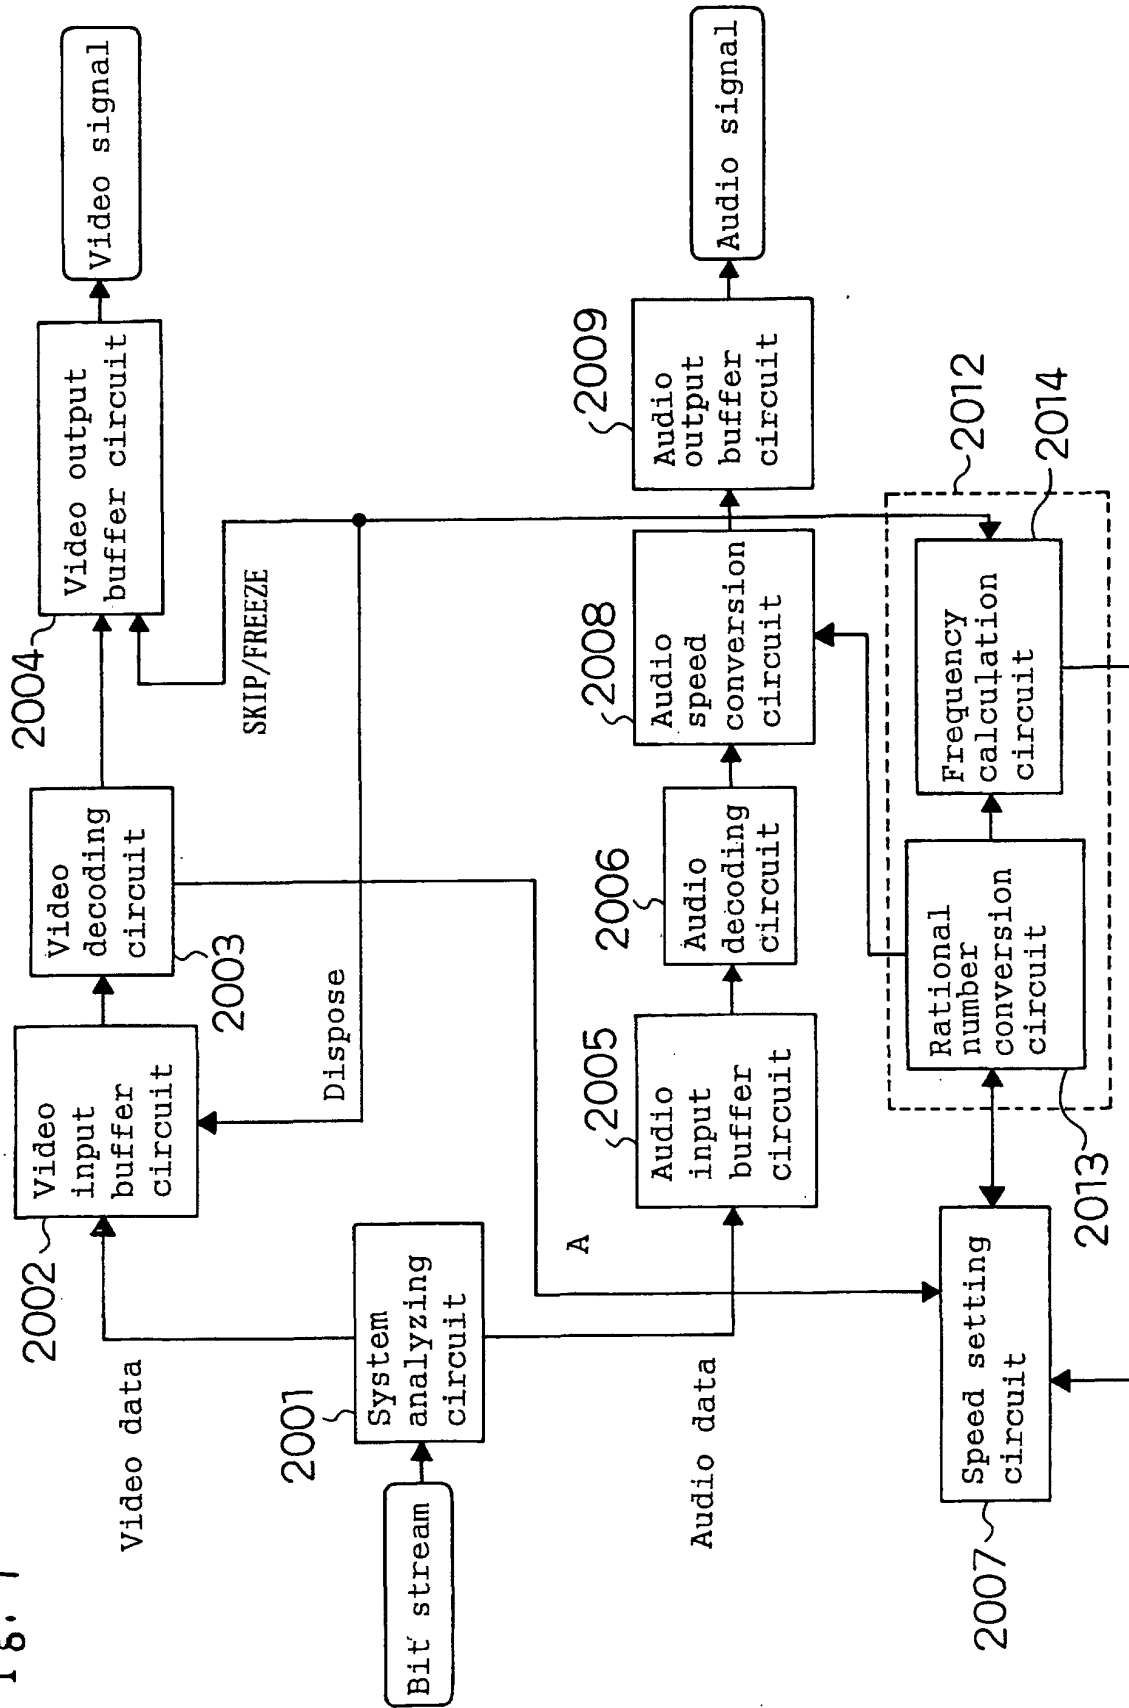 2002
Video
input
buffer
circuit
Video
decoding
circuit
2003
2004
Video output
buffer circuit
Video signal
Video data
SKIP/FREEZE
Dispose
Bit stream
2001
System
analyzing
circuit
A
Audio data
2005
Audio
input
buffer
circuit
2006
Audio
decoding
circuit
2008
Audio
speed
conversion
circuit
2009
Audio
output
buffer
circuit
Audio signal
2007
Speed setting
circuit
2013
Rational
number
conversion
circuit
Frequency
calculation
circuit
2012
2014